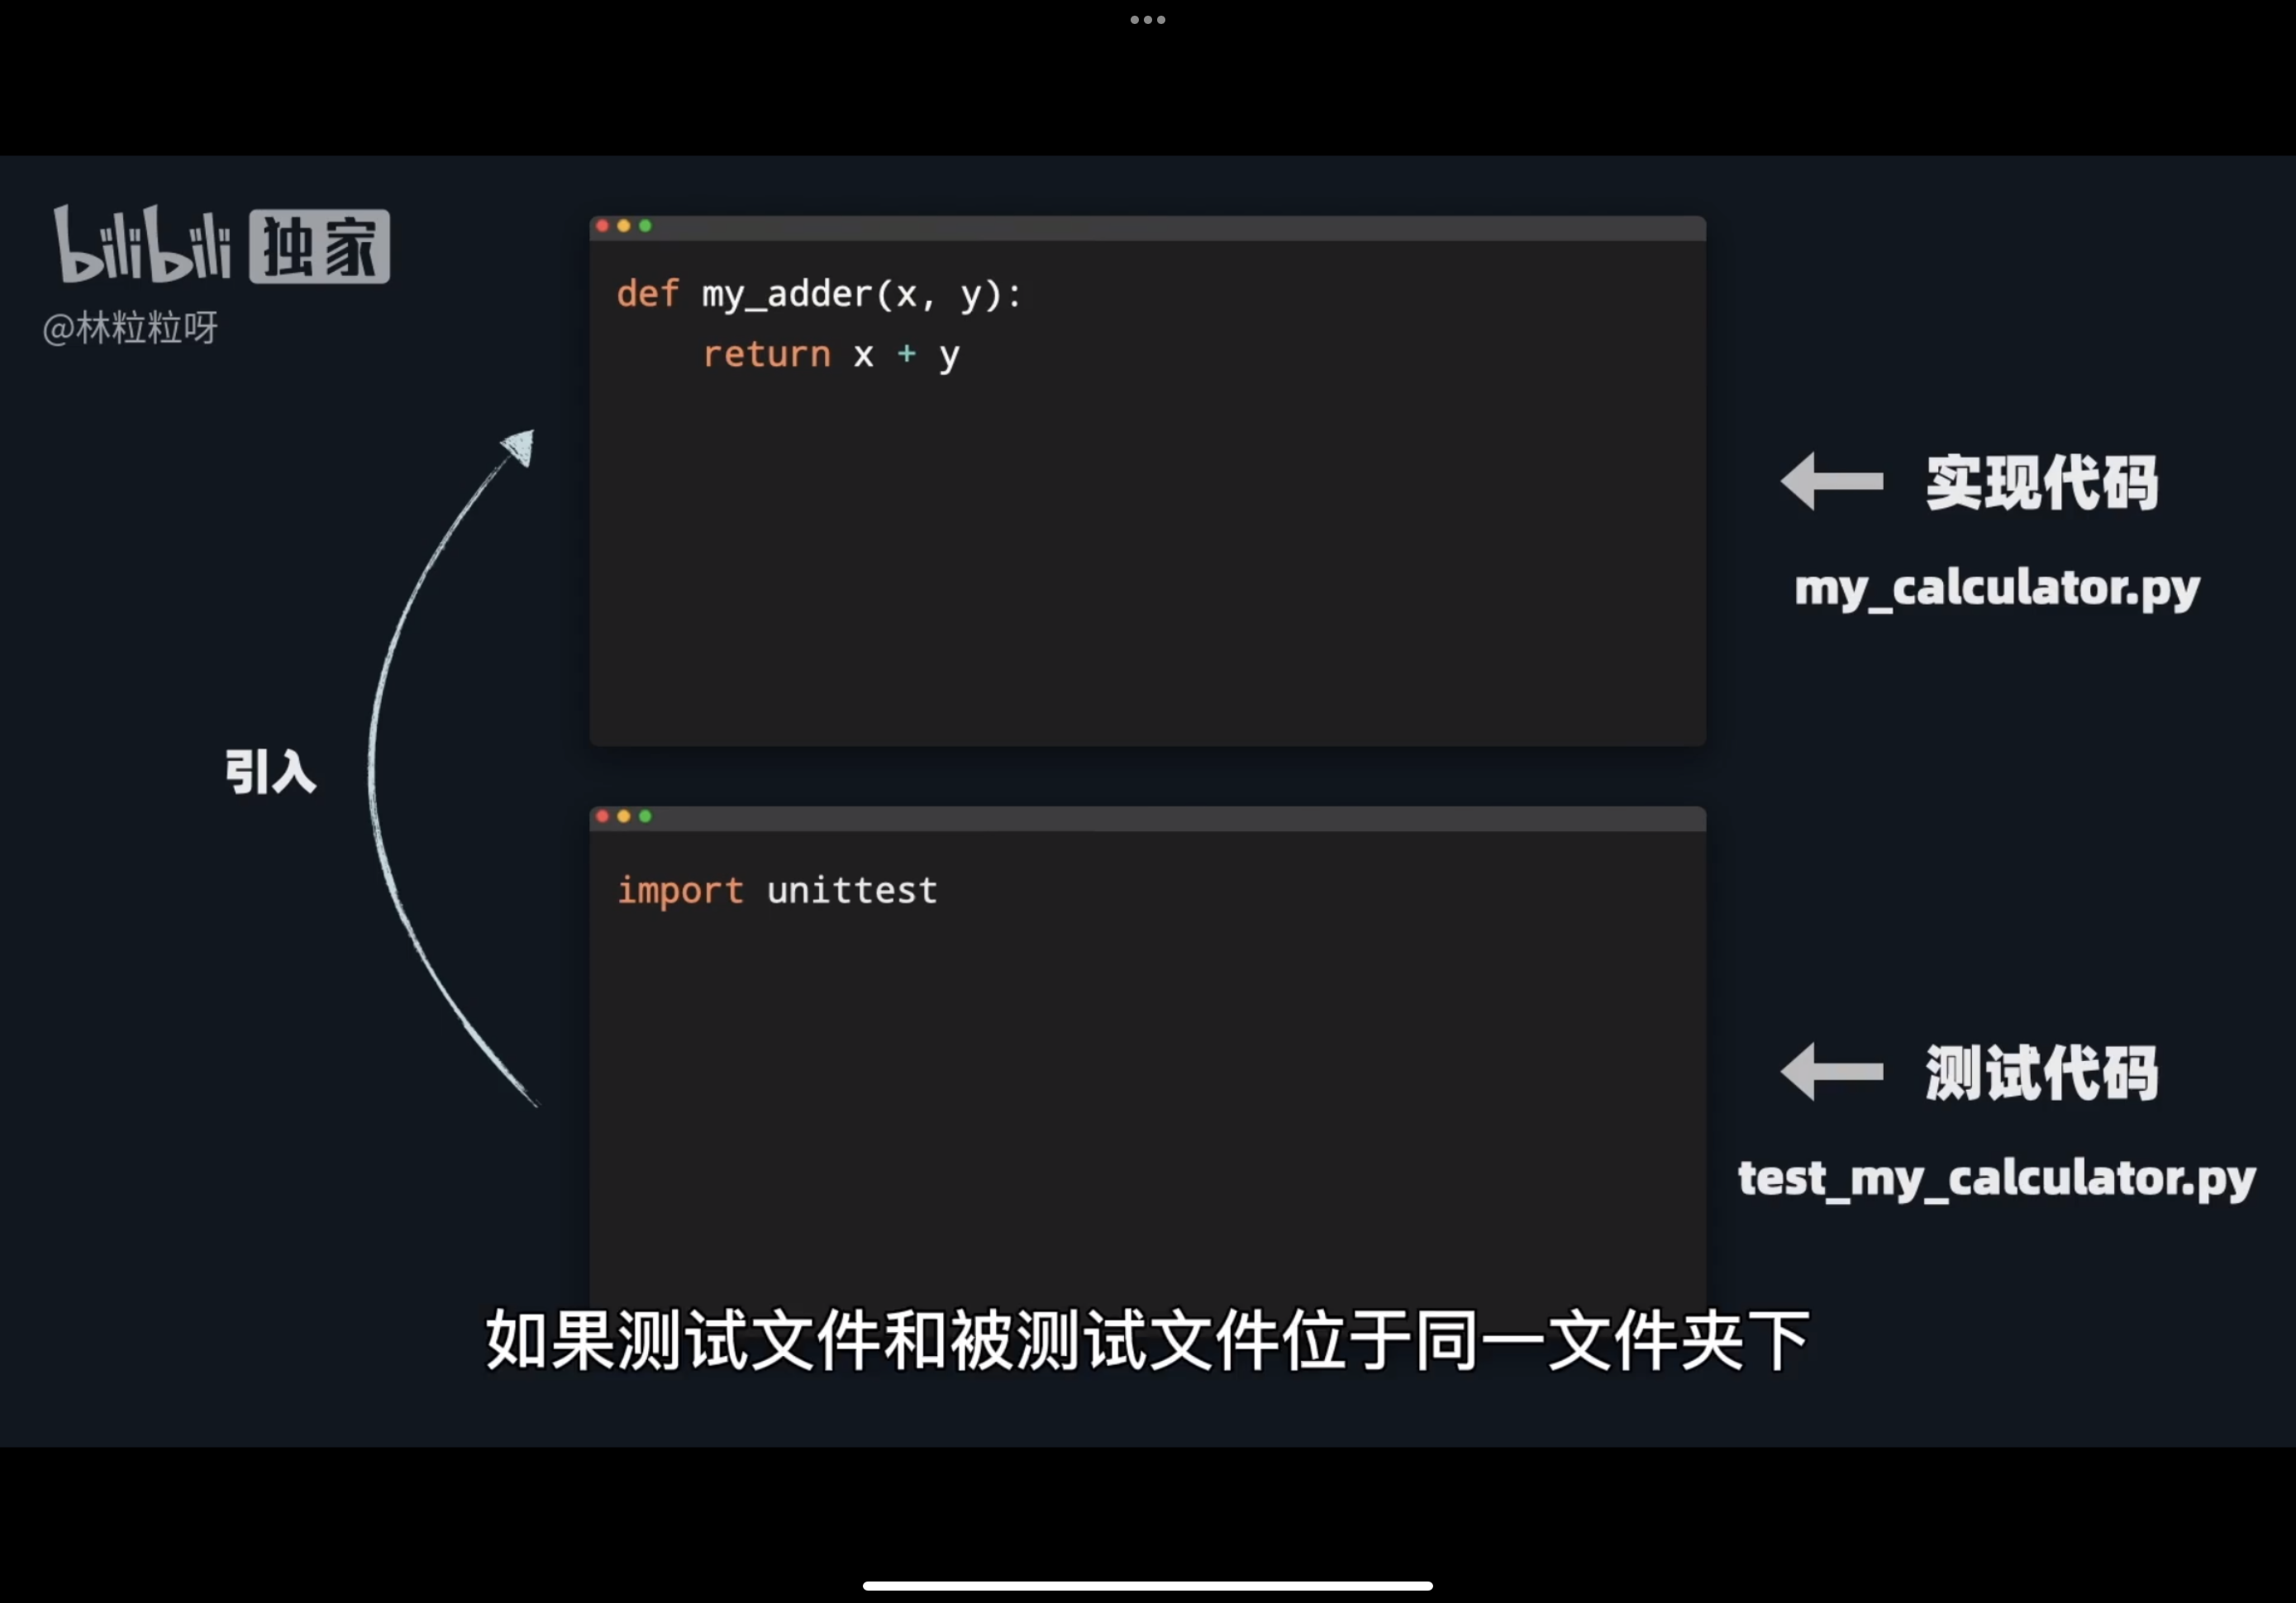 bilibili 独家
@林粒粒呀
def my_adder(x, y):
    return x + y
实现代码
my_calculator.py
引入
import unittest
测试代码
test_my_calculator.py
如果测试文件和被测试文件位于同一文件夹下